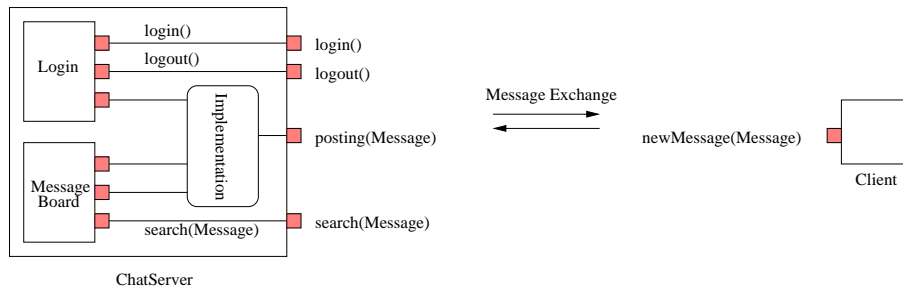 login()
login()
Login
logout()
logout()
Implementation
Message Exchange
posting(Message)
newMessage(Message)
Message
Board
Client
search(Message)
search(Message)
ChatServer